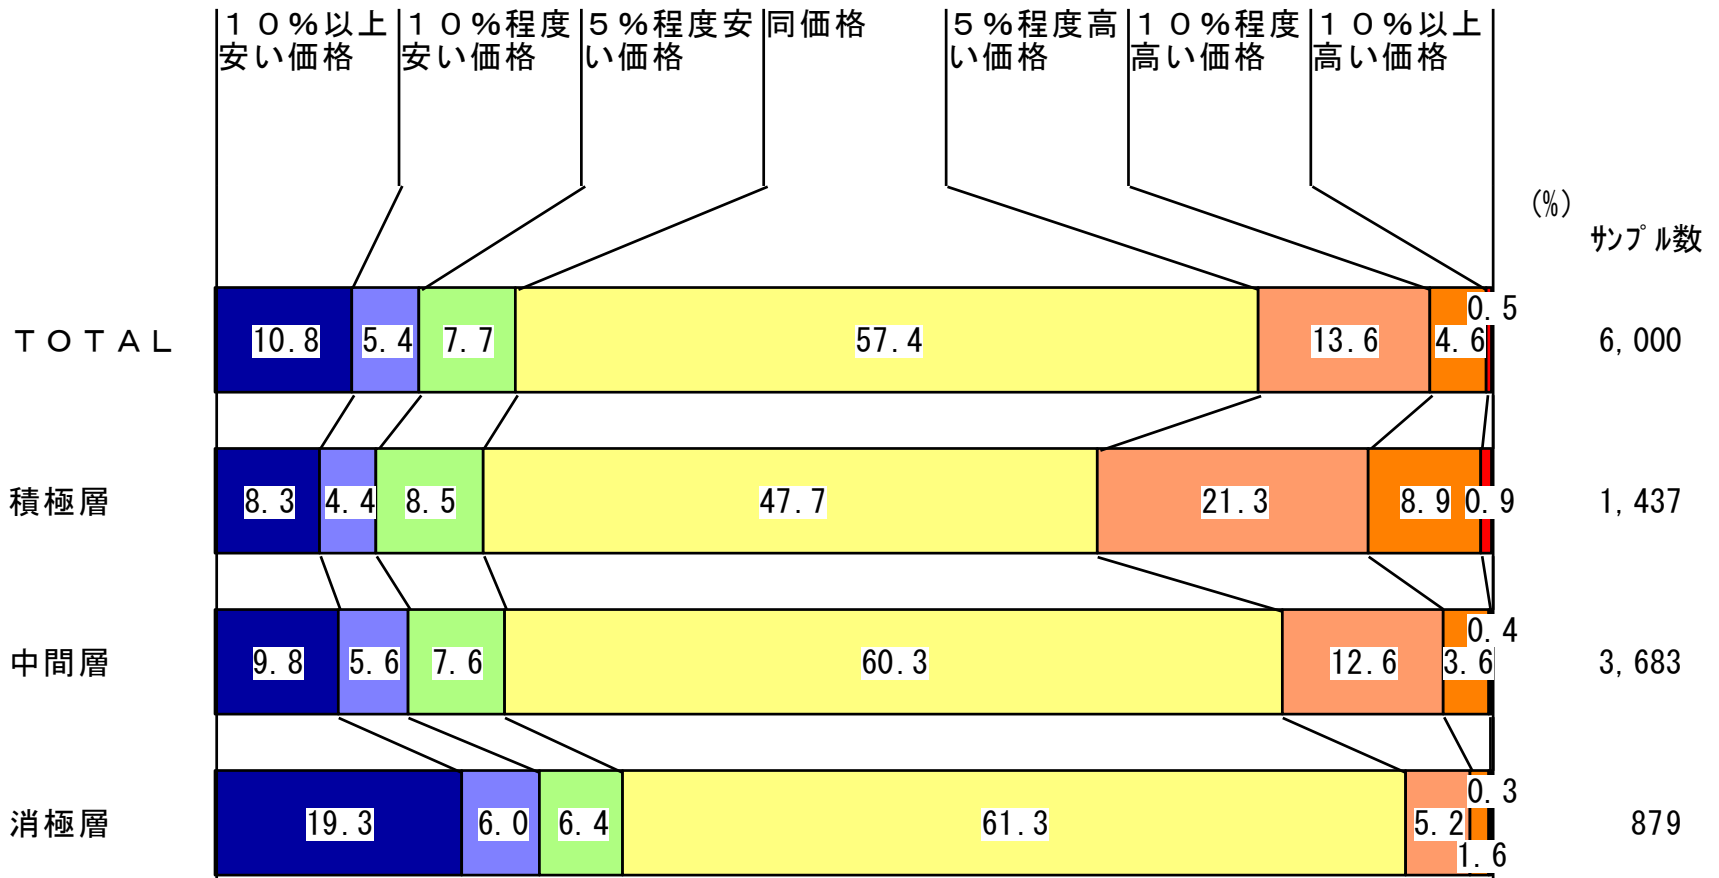 １０％以上
安い価格
１０％程度
安い価格
５％程度安
い価格
同価格
５％程度高
い価格
１０％程度
高い価格
１０％以上
高い価格
(%)
ｻﾝﾌﾟﾙ数
ＴＯＴＡＬ 10.8 5.4 7.7 57.4 13.6 4.6 0.5 6,000
積極層 8.3 4.4 8.5 47.7 21.3 8.9 0.9 1,437
中間層 9.8 5.6 7.6 60.3 12.6 3.6 0.4 3,683
消極層 19.3 6.0 6.4 61.3 5.2 1.6 0.3 879